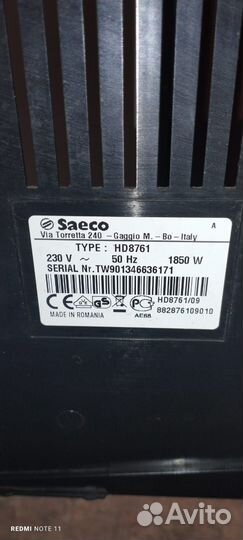 Saeco
A
Via Torretta 240 - Gaggio M. - Bo - Italy
TYPE : HD8761
230 V ~ 50 Hz 1850 W
SERIAL Nr.TW901346636171
HD8761/09
MADE IN ROMANIA
AE68
882876109010
REDMI NOTE 11
Avito